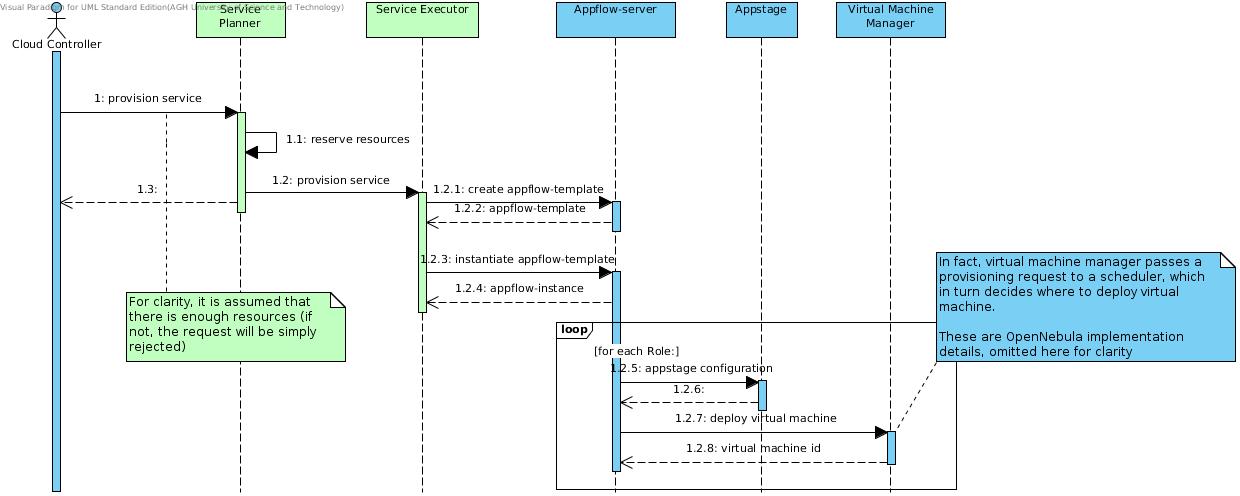 Visual Paradigm for UML Standard Edition(AGH University of Science and Technology)
Service
Planner
Service Executor
Appflow-server
Appstage
Virtual Machine
Manager
Cloud Controller
1: provision service
1.1: reserve resources
1.2: provision service
1.3:
1.2.1: create appflow-template
1.2.2: appflow-template
1.2.3: instantiate appflow-template
1.2.4: appflow-instance
For clarity, it is assumed that
there is enough resources (if
not, the request will be simply
rejected)
In fact, virtual machine manager passes a
provisioning request to a scheduler, which
in turn decides where to deploy virtual
machine.
These are OpenNebula implementation
details, omitted here for clarity
loop
[for each Role:]
1.2.5: appstage configuration
1.2.6:
1.2.7: deploy virtual machine
1.2.8: virtual machine id